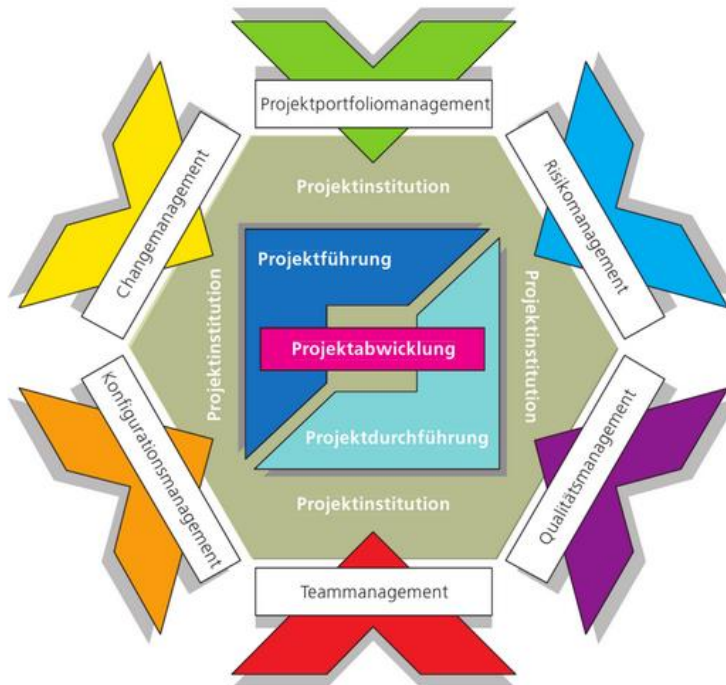 Projektportfoliomanagement
Changemanagement
Risikomanagement
Projektinstitution
Projektführung
Projektinstitution
Projektinstitution
Projektabwicklung
Projektdurchführung
Konfigurationsmanagement
Qualitätsmanagement
Projektinstitution
Teammanagement